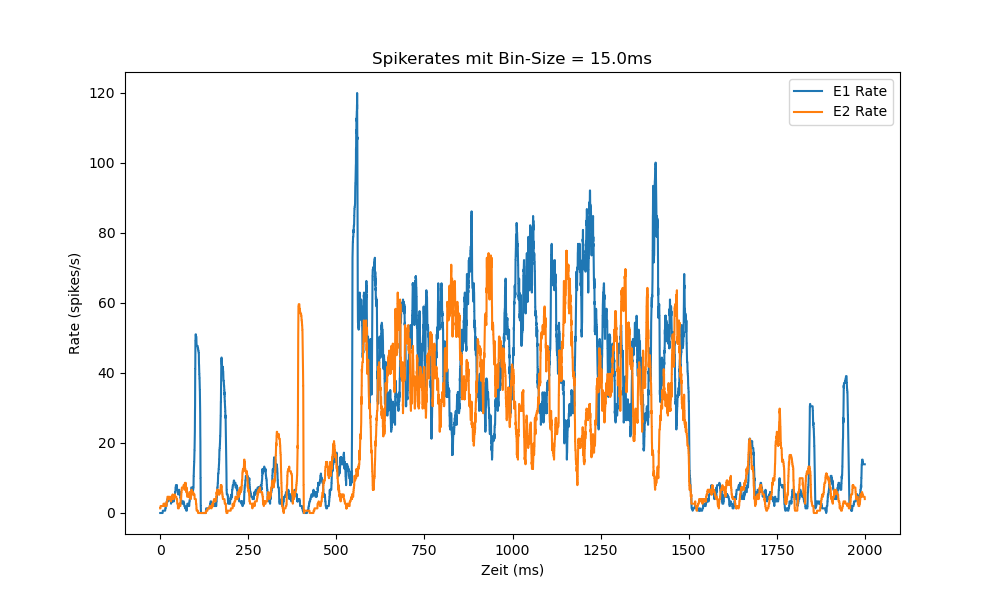 Spikerates mit Bin-Size = 15.0ms
E1 Rate
E2 Rate
120
100
80
60
40
20
0
Rate (spikes/s)
0 250 500 750 1000 1250 1500 1750 2000
Zeit (ms)